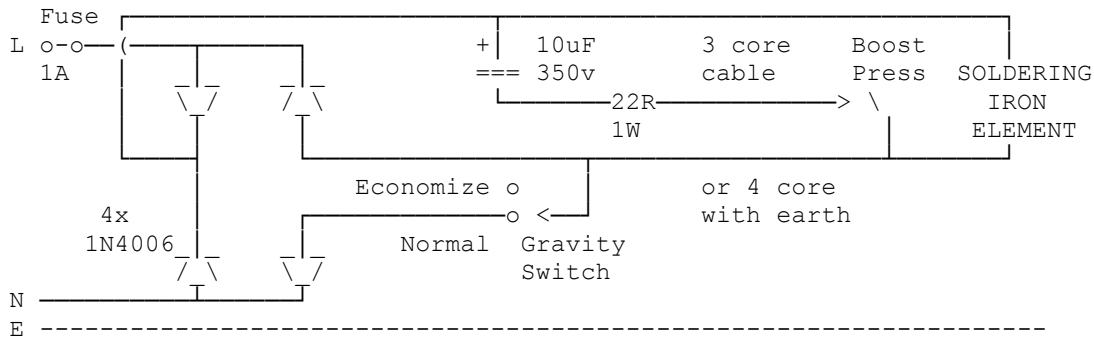 Fuse
L o-o ( + 10uF 3 core Boost
1A === 350v cable Press SOLDERING
22R > \ IRON
1W ELEMENT
Economize o or 4 core
4x o < with earth
1N4006 Normal Gravity
Switch
N
E